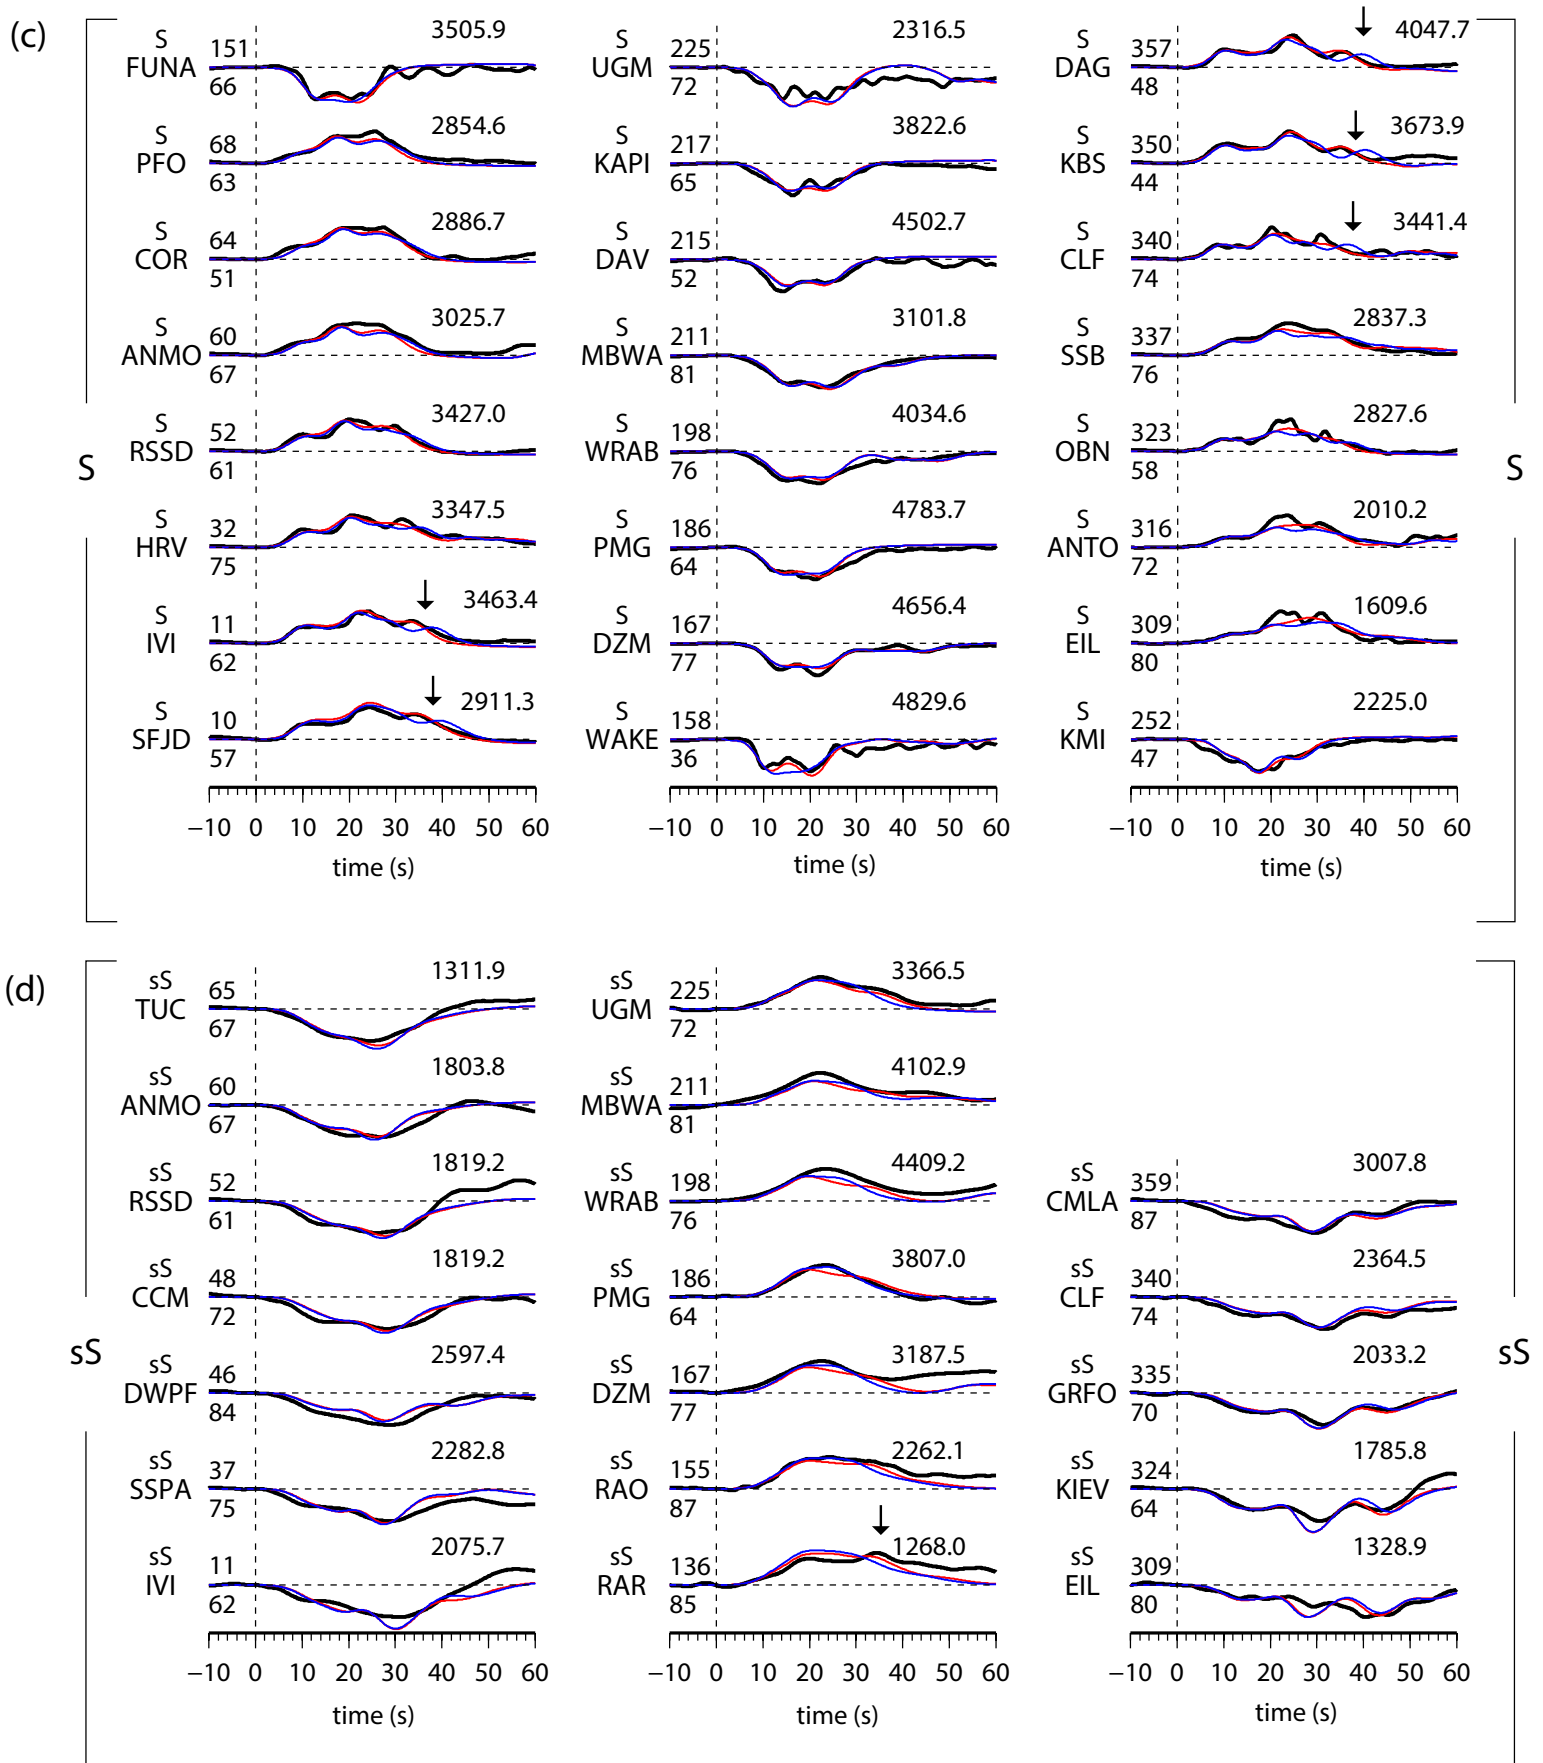 (c)
S
S
S
FUNA
151
66
3505.9
S
PFO
68
63
2854.6
S
COR
64
51
2886.7
S
ANMO
60
67
3025.7
S
RSSD
52
61
3427.0
S
HRV
32
75
3347.5
S
IVI
11
62
3463.4
S
SFJD
10
57
2911.3
−10 0 10 20 30 40 50 60
time (s)
S
UGM
225
72
2316.5
S
KAPI
217
65
3822.6
S
DAV
215
52
4502.7
S
MBWA
211
81
3101.8
S
WRAB
198
76
4034.6
S
PMG
186
64
4783.7
S
DZM
167
77
4656.4
S
WAKE
158
36
4829.6
−10 0 10 20 30 40 50 60
time (s)
S
DAG
357
48
4047.7
S
KBS
350
44
3673.9
S
CLF
340
74
3441.4
S
SSB
337
76
2837.3
S
OBN
323
58
2827.6
S
ANTO
316
72
2010.2
S
EIL
309
80
1609.6
S
KMI
252
47
2225.0
−10 0 10 20 30 40 50 60
time (s)
(d)
sS
sS
sS
TUC
65
67
1311.9
sS
ANMO
60
67
1803.8
sS
RSSD
52
61
1819.2
sS
CCM
48
72
1819.2
sS
DWPF
46
84
2597.4
sS
SSPA
37
75
2282.8
sS
IVI
11
62
2075.7
−10 0 10 20 30 40 50 60
time (s)
sS
UGM
225
72
3366.5
sS
MBWA
211
81
4102.9
sS
WRAB
198
76
4409.2
sS
PMG
186
64
3807.0
sS
DZM
167
77
3187.5
sS
RAO
155
87
2262.1
sS
RAR
136
85
1268.0
−10 0 10 20 30 40 50 60
time (s)
sS
CMLA
359
87
3007.8
sS
CLF
340
74
2364.5
sS
GRFO
335
70
2033.2
sS
KIEV
324
64
1785.8
sS
EIL
309
80
1328.9
−10 0 10 20 30 40 50 60
time (s)